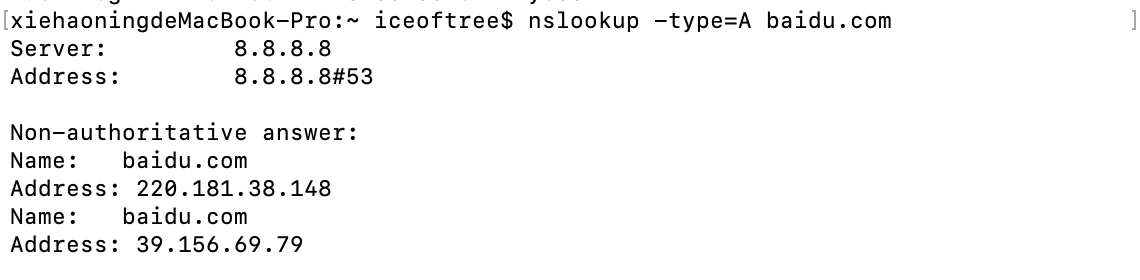 [xiehaoningdeMacBook-Pro:~ iceoftree$ nslookup -type=A baidu.com ]
Server:		8.8.8.8
Address:	8.8.8.8#53

Non-authoritative answer:
Name:	baidu.com
Address: 220.181.38.148
Name:	baidu.com
Address: 39.156.69.79